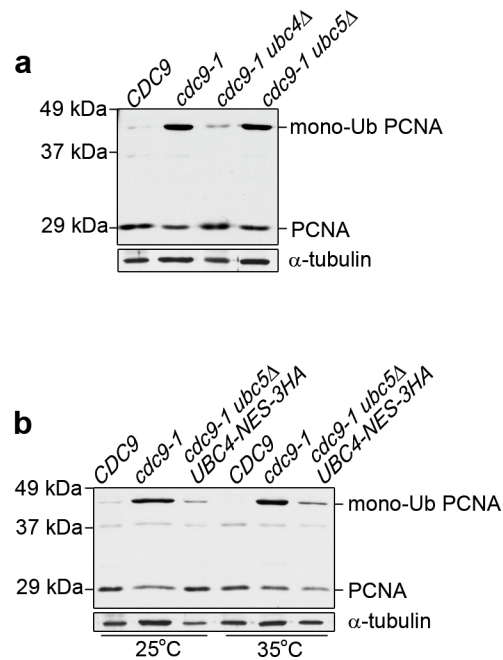 a
CDC9
cdc9-1
cdc9-1 ubc4Δ
cdc9-1 ubc5Δ
49 kDa
mono-Ub PCNA
37 kDa
29 kDa
PCNA
α-tubulin
b
CDC9
cdc9-1
cdc9-1 ubc5Δ
UBC4-NES-3HA
CDC9
cdc9-1
cdc9-1 ubc5Δ
UBC4-NES-3HA
49 kDa
mono-Ub PCNA
37 kDa
29 kDa
PCNA
α-tubulin
25°C
35°C